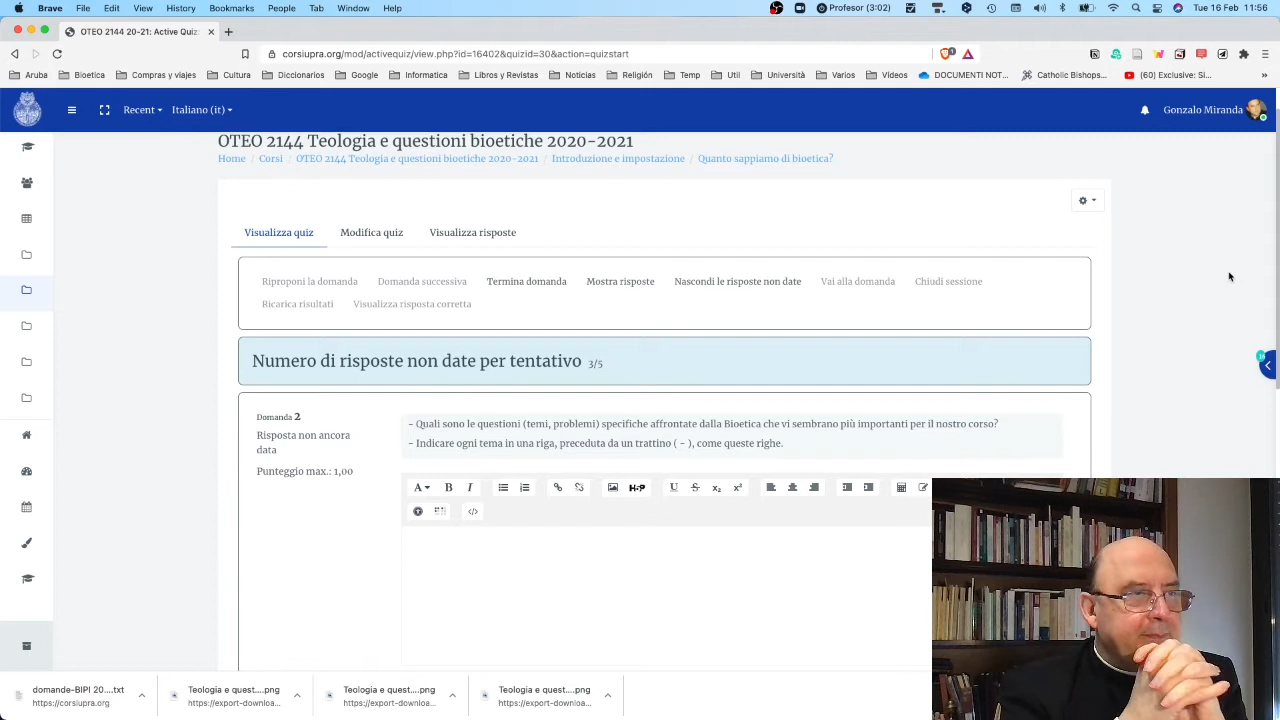 Brave File Edit View History Bookmarks Profiles Tab Window Help
Profesor (3:02) Tue 16 Feb 11:56
OTEO 2144 20-21: Active Quiz:
corsiupra.org/mod/activequiz/view.php?id=16402&quizid=30&action=quizstart
Aruba Bioetica Compras y viajes Cultura Diccionarios Google Informatica Libros y Revistas Noticias Religión Temp Util Università Varios Videos DOCUMENTI NOT... Catholic Bishops... (60) Exclusive: Si...
Recent Italiano (it) Gonzalo Miranda
OTEO 2144 Teologia e questioni bioetiche 2020-2021
Home / Corsi / OTEO 2144 Teologia e questioni bioetiche 2020-2021 / Introduzione e impostazione / Quanto sappiamo di bioetica?
Visualizza quiz Modifica quiz Visualizza risposte
Riproponi la domanda Domanda successiva Termina domanda Mostra risposte Nascondi le risposte non date Vai alla domanda Chiudi sessione
Ricarica risultati Visualizza risposta corretta
Numero di risposte non date per tentativo 3/5
Domanda 2
Risposta non ancora
data
Punteggio max.: 1,00
- Quali sono le questioni (temi, problemi) specifiche affrontate dalla Bioetica che vi sembrano più importanti per il nostro corso?
- Indicare ogni tema in una riga, preceduta da un trattino ( - ), come queste righe.
A B I H-P U S x₂ x²
</>
domande-BIPI 20....txt Teologia e quest....png Teologia e quest....png Teologia e quest....png
https://corsiupra.org https://export-downloa... https://export-downloa... https://export-downloa...